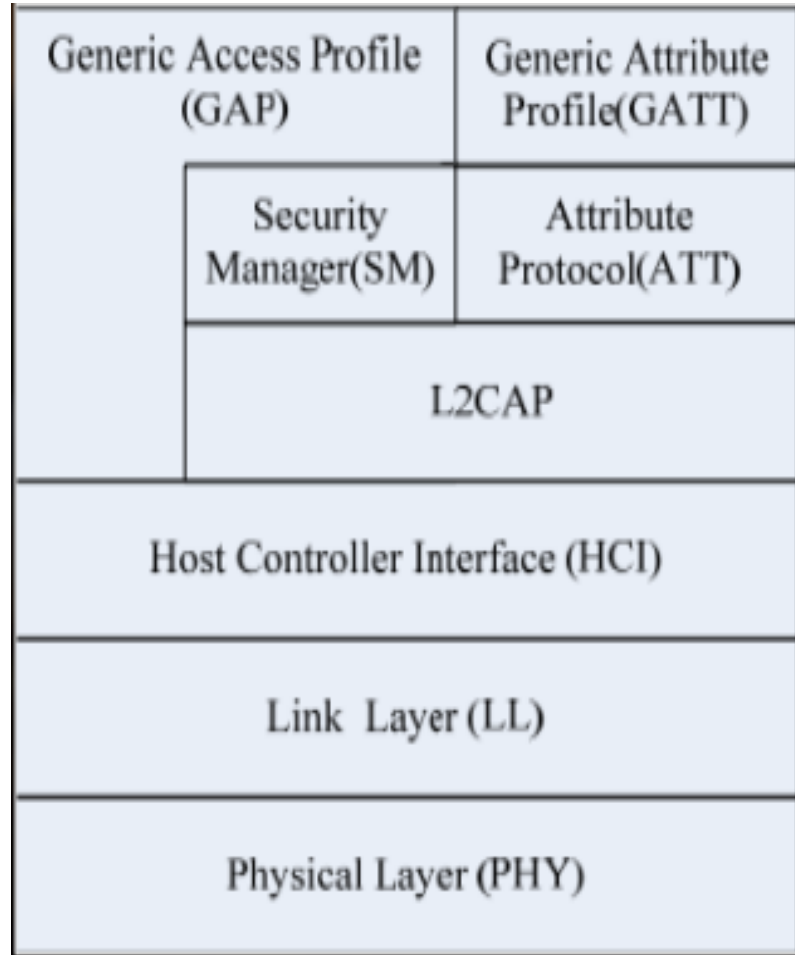 Generic Access Profile
(GAP)
Generic Attribute
Profile(GATT)
Security
Manager(SM)
Attribute
Protocol(ATT)
L2CAP
Host Controller Interface (HCI)
Link Layer (LL)
Physical Layer (PHY)